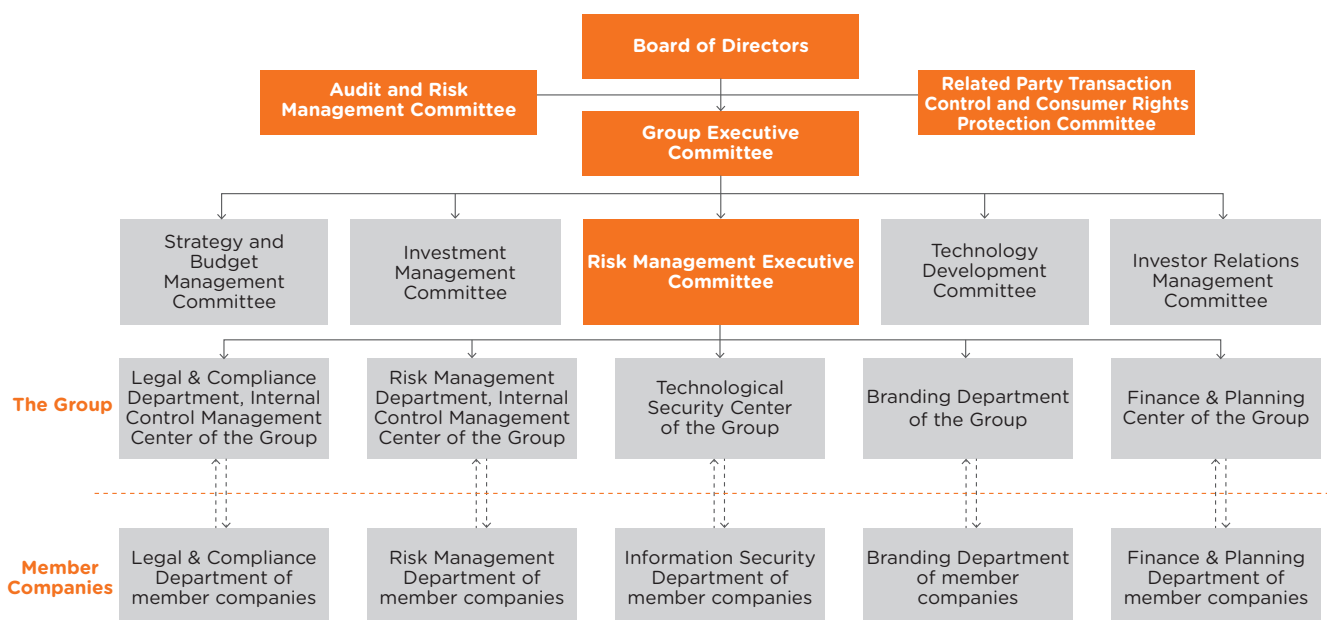 Board of Directors
Audit and Risk
Management Committee
Related Party Transaction
Control and Consumer Rights
Protection Committee
Group Executive
Committee
Strategy and
Budget
Management
Committee
Investment
Management
Committee
Risk Management Executive
Committee
Technology
Development
Committee
Investor Relations
Management
Committee
The Group
Legal & Compliance
Department, Internal
Control Management
Center of the Group
Risk Management
Department, Internal
Control Management
Center of the Group
Technological
Security Center
of the Group
Branding Department
of the Group
Finance & Planning
Center of the Group
Member
Companies
Legal & Compliance
Department of
member companies
Risk Management
Department of
member companies
Information Security
Department of
member companies
Branding Department
of member
companies
Finance & Planning
Department of
member companies